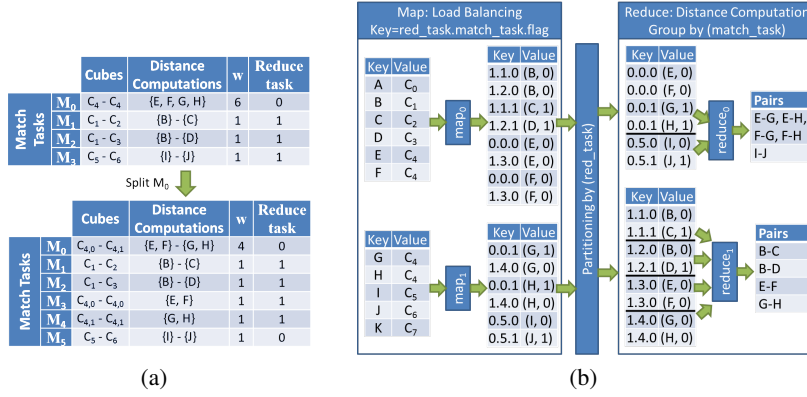 Cubes Distance Computations w Reduce task
Match Tasks
M0 C4 - C4 {E, F, G, H} 6 0
M1 C1 - C2 {B} - {C} 1 1
M2 C1 - C3 {B} - {D} 1 1
M3 C5 - C6 {I} - {J} 1 1
Split M0
Cubes Distance Computations w Reduce task
Match Tasks
M0 C4,0 - C4,1 {E, F} - {G, H} 4 0
M1 C1 - C2 {B} - {C} 1 1
M2 C1 - C3 {B} - {D} 1 1
M3 C4,0 - C4,0 {E, F} 1 1
M4 C4,1 - C4,1 {G, H} 1 1
M5 C5 - C6 {I} - {J} 1 0
(a)
Map: Load Balancing
Key=red_task.match_task.flag
Key Value
A C0
B C1
C C2
D C3
E C4
F C4
map0
Key Value
1.1.0 (B, 0)
1.2.0 (B, 0)
1.1.1 (C, 1)
1.2.1 (D, 1)
0.0.0 (E, 0)
1.3.0 (E, 0)
0.0.0 (F, 0)
1.3.0 (F, 0)
Key Value
G C4
H C4
I C5
J C6
K C7
map1
Key Value
0.0.1 (G, 1)
1.4.0 (G, 0)
0.0.1 (H, 1)
1.4.0 (H, 0)
0.5.0 (I, 0)
0.5.1 (J, 1)
Partitioning by (red_task)
Reduce: Distance Computation
Group by (match_task)
Key Value
0.0.0 (E, 0)
0.0.0 (F, 0)
0.0.1 (G, 1)
0.0.1 (H, 1)
0.5.0 (I, 0)
0.5.1 (J, 1)
reduce0
Pairs
E-G, E-H,
F-G, F-H
I-J
Key Value
1.1.0 (B, 0)
1.1.1 (C, 1)
1.2.0 (B, 0)
1.2.1 (D, 1)
1.3.0 (E, 0)
1.3.0 (F, 0)
1.4.0 (G, 0)
1.4.0 (H, 0)
reduce1
Pairs
B-C
B-D
E-F
G-H
(b)